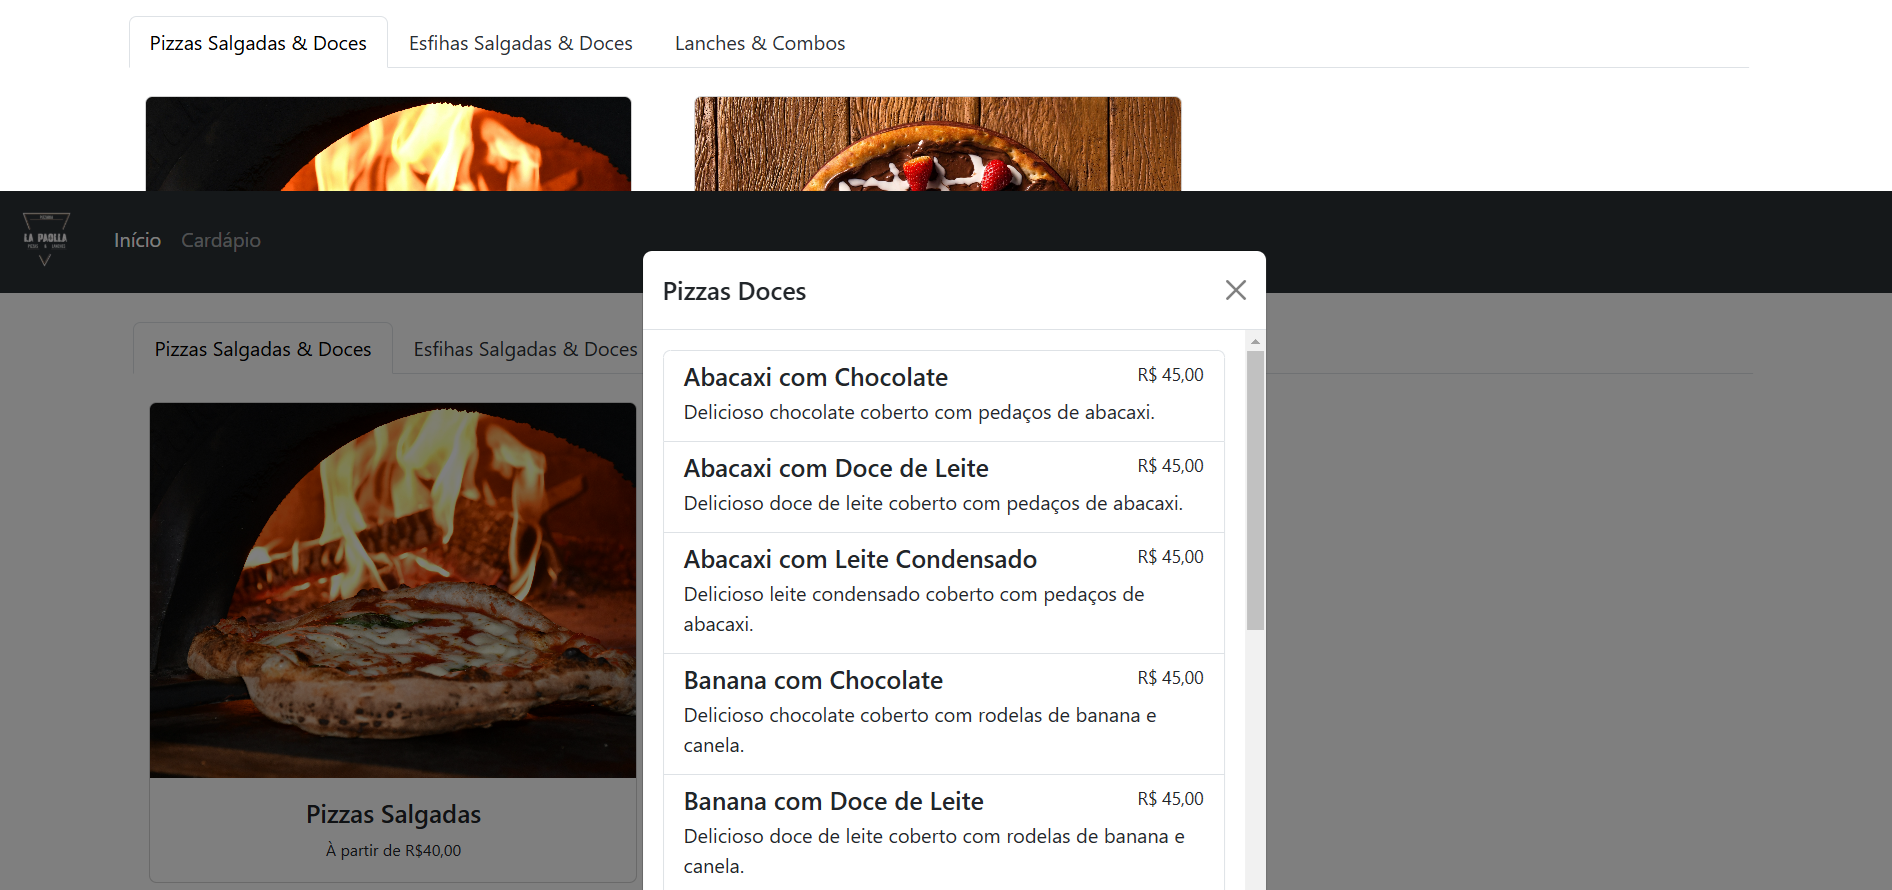 Pizzas Salgadas & Doces
Esfihas Salgadas & Doces
Lanches & Combos
LA PAOLLA
Início
Cardápio
Pizzas Salgadas & Doces
Esfihas Salgadas & Doces
Pizzas Salgadas
À partir de R$40,00
Pizzas Doces
Abacaxi com Chocolate
R$ 45,00
Delicioso chocolate coberto com pedaços de abacaxi.
Abacaxi com Doce de Leite
R$ 45,00
Delicioso doce de leite coberto com pedaços de abacaxi.
Abacaxi com Leite Condensado
R$ 45,00
Delicioso leite condensado coberto com pedaços de
abacaxi.
Banana com Chocolate
R$ 45,00
Delicioso chocolate coberto com rodelas de banana e
canela.
Banana com Doce de Leite
R$ 45,00
Delicioso doce de leite coberto com rodelas de banana e
canela.